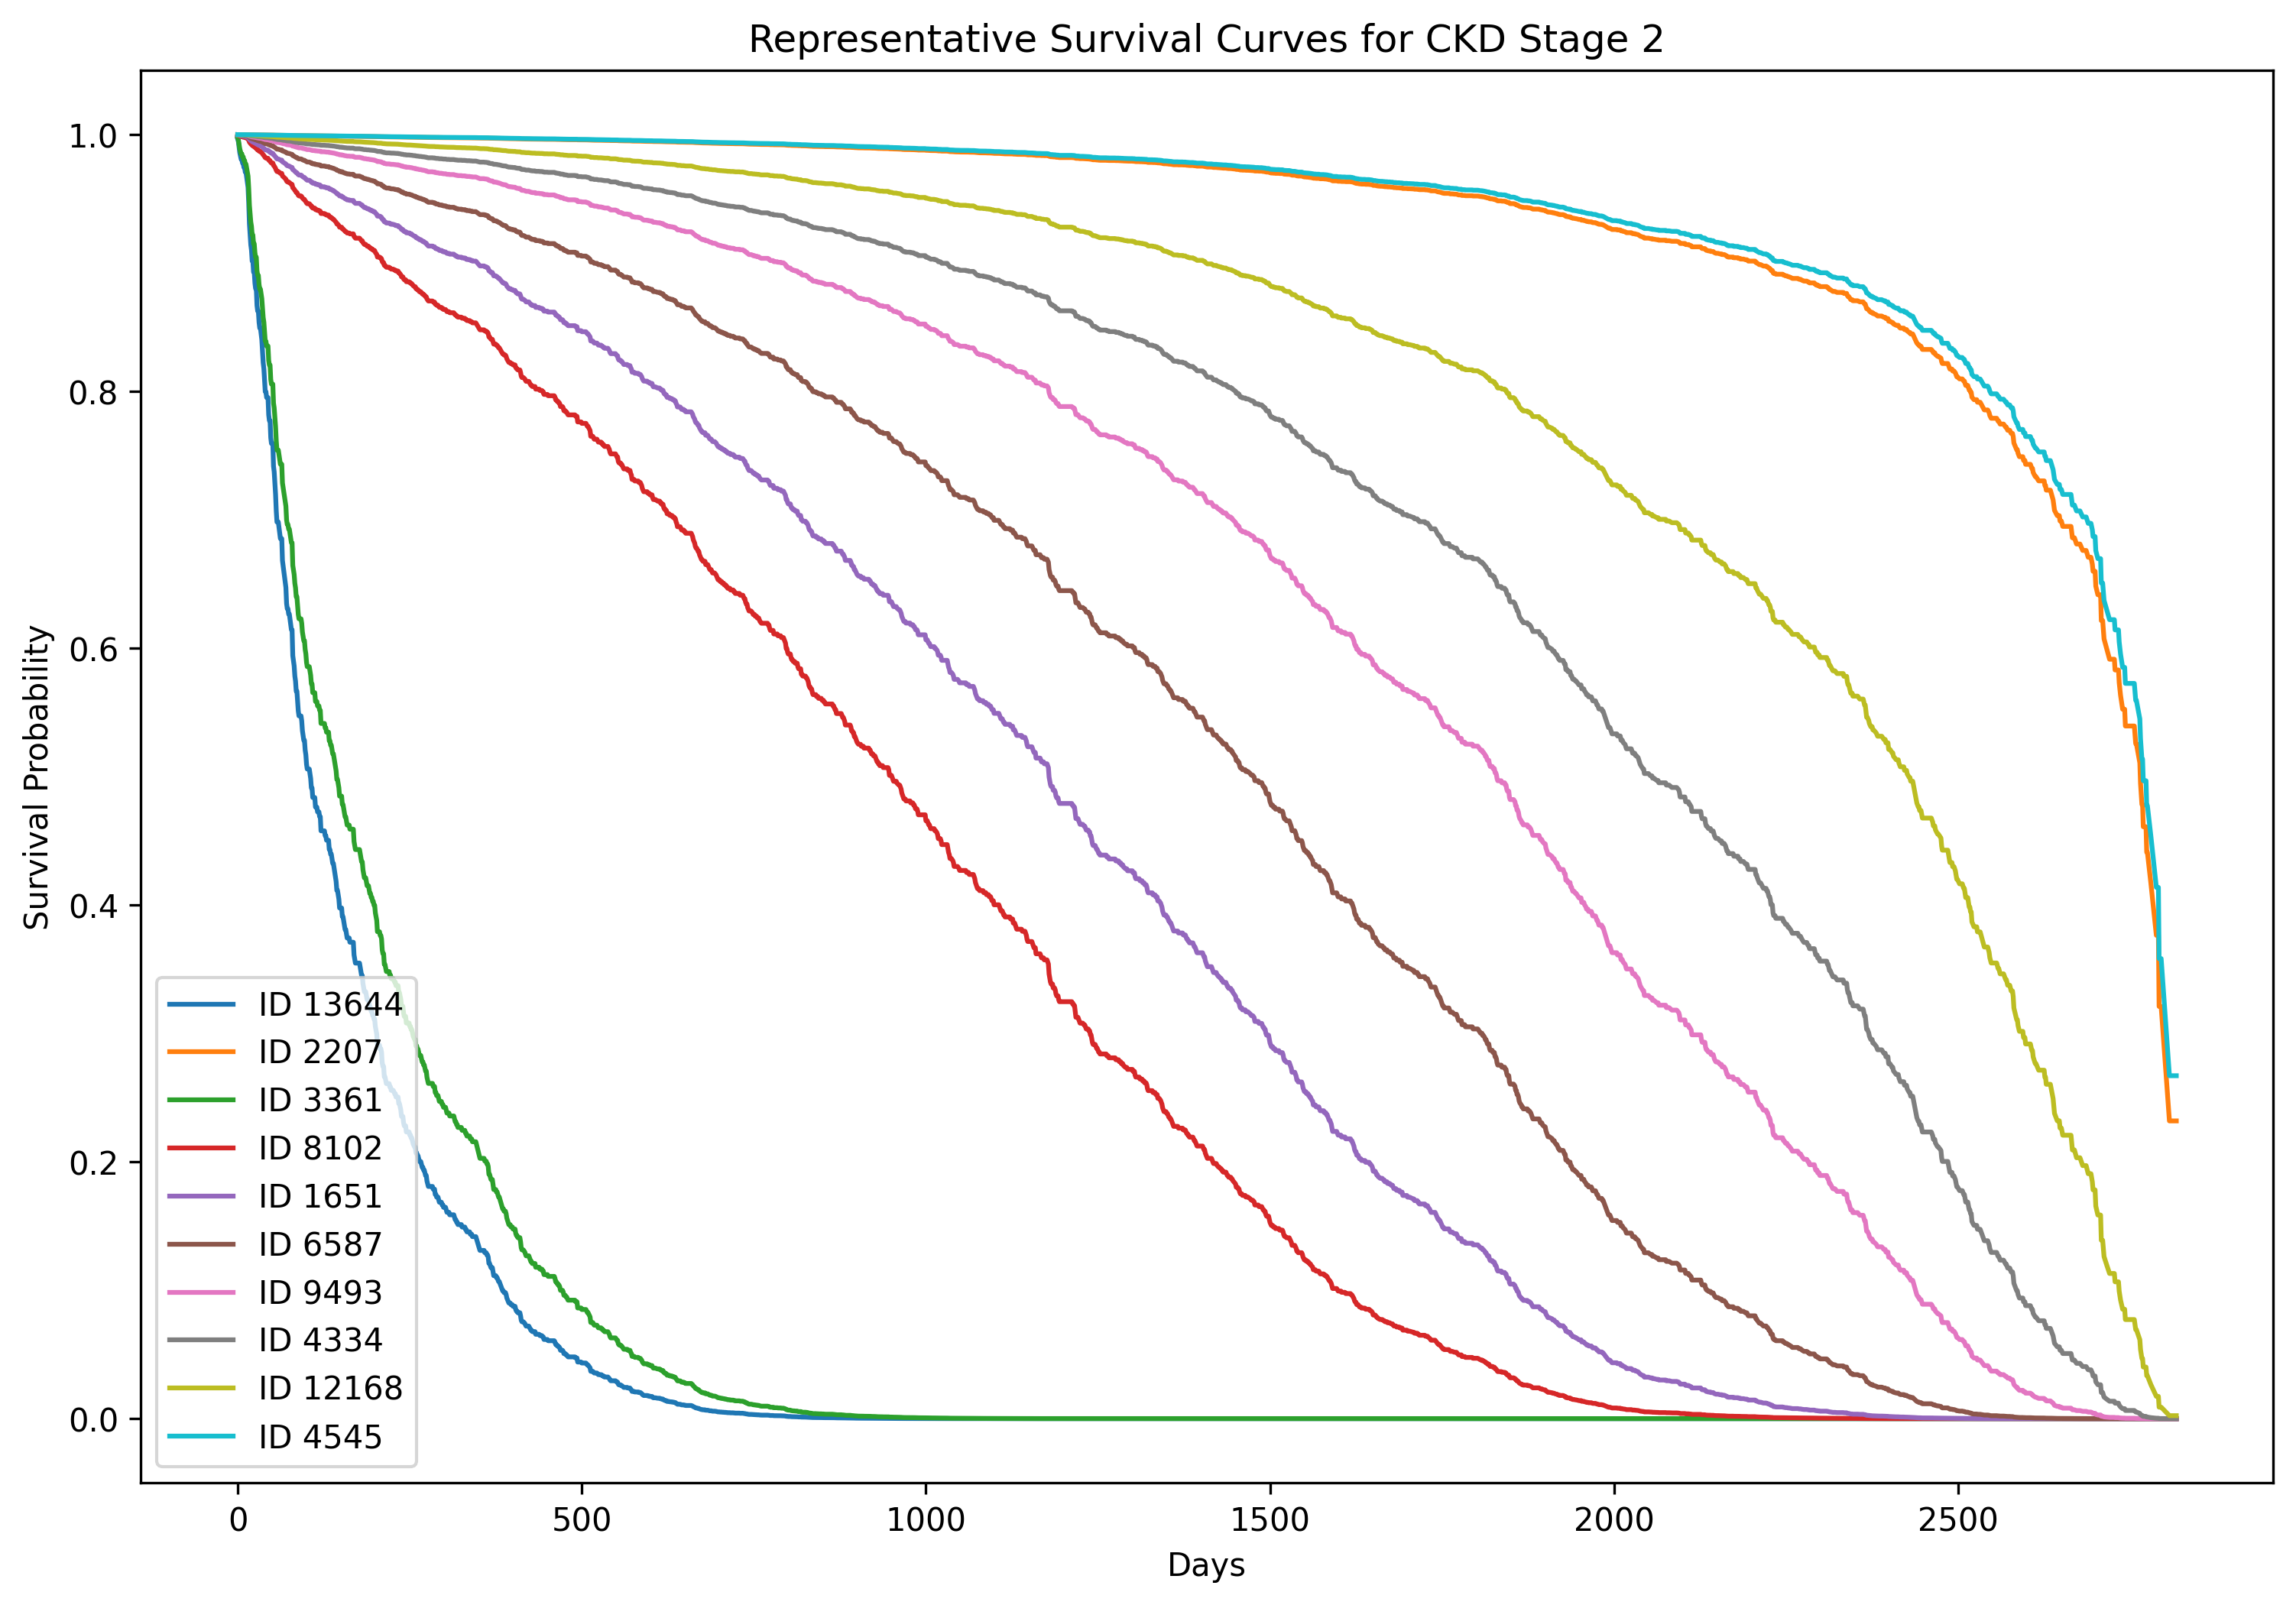 Representative Survival Curves for CKD Stage 2
Survival Probability
1.0
0.8
0.6
0.4
0.2
0.0
ID 13644
ID 2207
ID 3361
ID 8102
ID 1651
ID 6587
ID 9493
ID 4334
ID 12168
ID 4545
0 500 1000 1500 2000 2500
Days